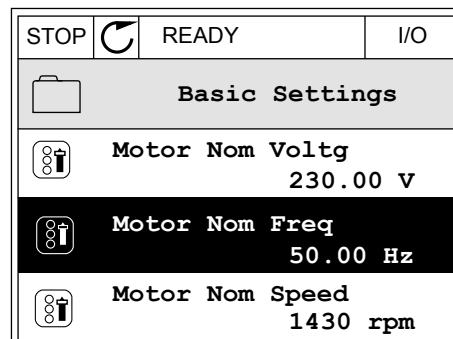 STOP READY I/O
Basic Settings
Motor Nom Voltg
230.00 V
Motor Nom Freq
50.00 Hz
Motor Nom Speed
1430 rpm